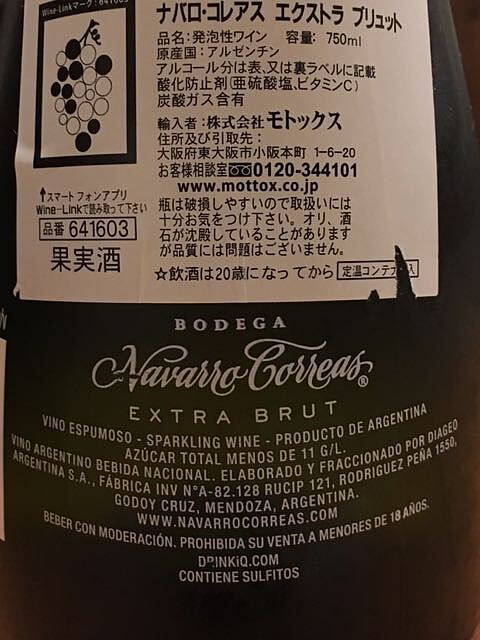 Wine-Linkマーク:641603
ナバロ・コレアス エクストラ ブリュット
品名:発泡性ワイン 容量: 750ml
原産国:アルゼンチン
アルコール分は表、又は裏ラベルに記載
酸化防止剤(亜硫酸塩、ビタミンC)
炭酸ガス含有
輸入者:株式会社モトックス
住所及び引取先:
大阪府東大阪市小阪本町 1-6-20
お客様相談室 0120-344101
www.mottox.co.jp
瓶は破損しやすいので取扱いには
十分お気をつけ下さい。オリ、酒
石が沈殿していることがあります
が品質には問題はございません。
☆飲酒は20歳になってから 定温コンテナ
↑スマートフォンアプリ
Wine-Linkで読み取って下さい
品番 641603
果実酒
BODEGA
Navarro Correas®
EXTRA BRUT
VINO ESPUMOSO - SPARKLING WINE - PRODUCTO DE ARGENTINA
AZÚCAR TOTAL MENOS DE 11 G/L.
VINO ARGENTINO BEBIDA NACIONAL. ELABORADO Y FRACCIONADO POR DIAGEO
ARGENTINA S.A., FÁBRICA INV NºA-82.128 RUCIP 121, RODRIGUEZ PEÑA 1550,
GODOY CRUZ, MENDOZA, ARGENTINA.
WWW.NAVARROCORREAS.COM
BEBER CON MODERACIÓN. PROHIBIDA SU VENTA A MENORES DE 18 AÑOS.
DRINKiQ.COM
CONTIENE SULFITOS